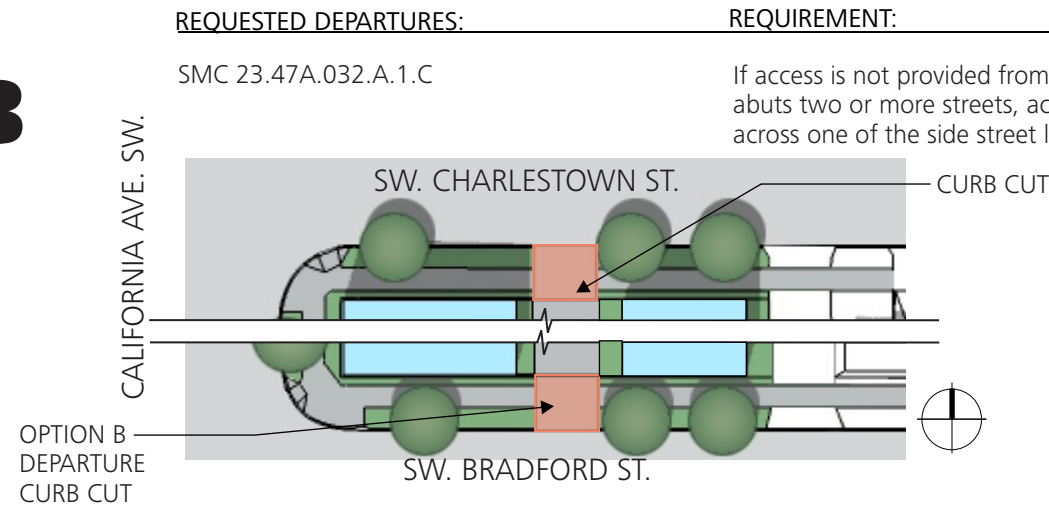 REQUESTED DEPARTURES:
REQUIREMENT:
SMC 23.47A.032.A.1.C
If access is not provided from
abuts two or more streets, ac
across one of the side street l
CALIFORNIA AVE. SW.
SW. CHARLESTOWN ST.
CURB CUT
OPTION B
DEPARTURE
CURB CUT
SW. BRADFORD ST.